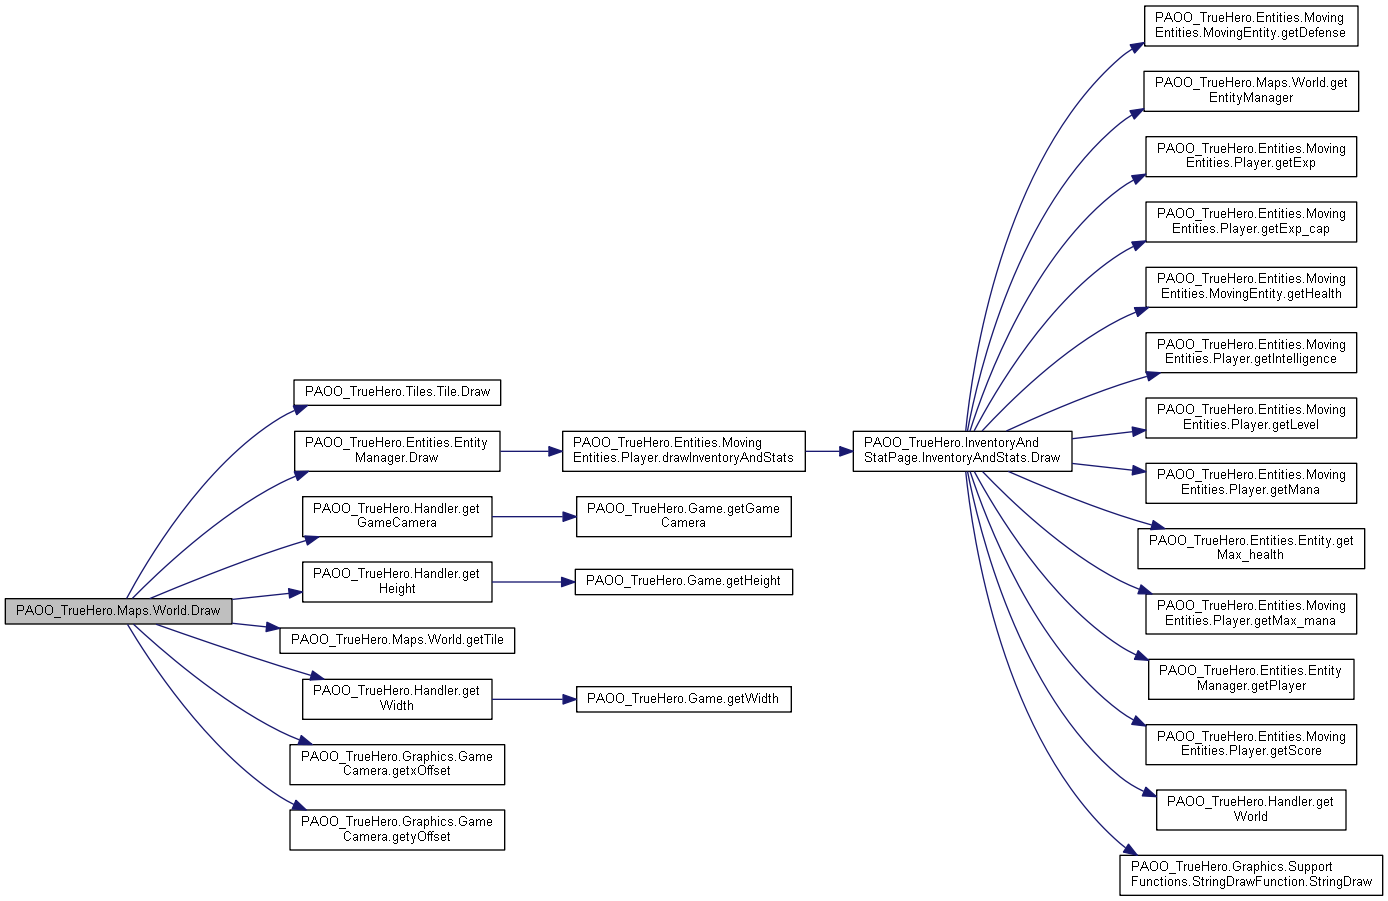 PAOO_TrueHero.Maps.World.Draw
PAOO_TrueHero.Tiles.Tile.Draw
PAOO_TrueHero.Entities.Entity
Manager.Draw
PAOO_TrueHero.Handler.get
GameCamera
PAOO_TrueHero.Handler.get
Height
PAOO_TrueHero.Maps.World.getTile
PAOO_TrueHero.Handler.get
Width
PAOO_TrueHero.Graphics.Game
Camera.getxOffset
PAOO_TrueHero.Graphics.Game
Camera.getyOffset
PAOO_TrueHero.Entities.Moving
Entities.Player.drawInventoryAndStats
PAOO_TrueHero.Game.getGame
Camera
PAOO_TrueHero.Game.getHeight
PAOO_TrueHero.Game.getWidth
PAOO_TrueHero.InventoryAnd
StatPage.InventoryAndStats.Draw
PAOO_TrueHero.Entities.Moving
Entities.MovingEntity.getDefense
PAOO_TrueHero.Maps.World.get
EntityManager
PAOO_TrueHero.Entities.Moving
Entities.Player.getExp
PAOO_TrueHero.Entities.Moving
Entities.Player.getExp_cap
PAOO_TrueHero.Entities.Moving
Entities.MovingEntity.getHealth
PAOO_TrueHero.Entities.Moving
Entities.Player.getIntelligence
PAOO_TrueHero.Entities.Moving
Entities.Player.getLevel
PAOO_TrueHero.Entities.Moving
Entities.Player.getMana
PAOO_TrueHero.Entities.Entity.get
Max_health
PAOO_TrueHero.Entities.Moving
Entities.Player.getMax_mana
PAOO_TrueHero.Entities.Entity
Manager.getPlayer
PAOO_TrueHero.Entities.Moving
Entities.Player.getScore
PAOO_TrueHero.Handler.get
World
PAOO_TrueHero.Graphics.Support
Functions.StringDrawFunction.StringDraw